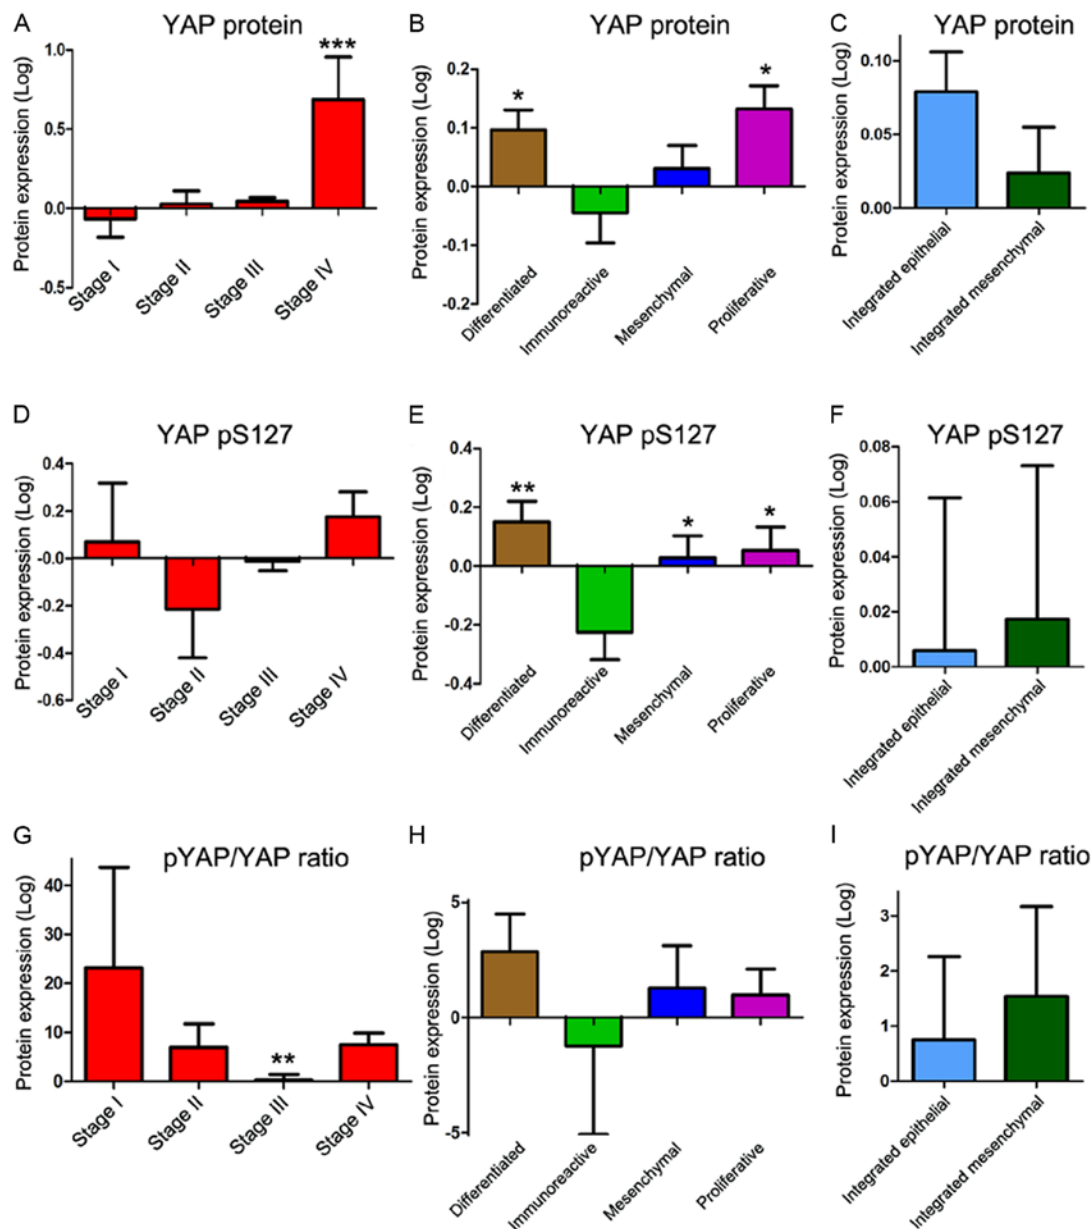 A
YAP protein
Protein expression (Log)
1.0
0.5
0.0
-0.5
***
Stage I
Stage II
Stage III
Stage IV
B
YAP protein
Protein expression (Log)
0.2
0.1
0.0
-0.1
-0.2
*
*
Differentiated
Immunoreactive
Mesenchymal
Proliferative
C
YAP protein
Protein expression (Log)
0.10
0.05
0.00
Integrated epithelial
Integrated mesenchymal
D
YAP pS127
Protein expression (Log)
0.4
0.2
-0.0
-0.2
-0.4
-0.6
Stage I
Stage II
Stage III
Stage IV
E
YAP pS127
Protein expression (Log)
0.4
0.2
0.0
-0.2
-0.4
**
*
*
Differentiated
Immunoreactive
Mesenchymal
Proliferative
F
YAP pS127
Protein expression (Log)
0.08
0.06
0.04
0.02
0.00
Integrated epithelial
Integrated mesenchymal
G
pYAP/YAP ratio
Protein expression (Log)
40
30
20
10
0
**
Stage I
Stage II
Stage III
Stage IV
H
pYAP/YAP ratio
Protein expression (Log)
5
0
-5
Differentiated
Immunoreactive
Mesenchymal
Proliferative
I
pYAP/YAP ratio
Protein expression (Log)
3
2
1
0
Integrated epithelial
Integrated mesenchymal